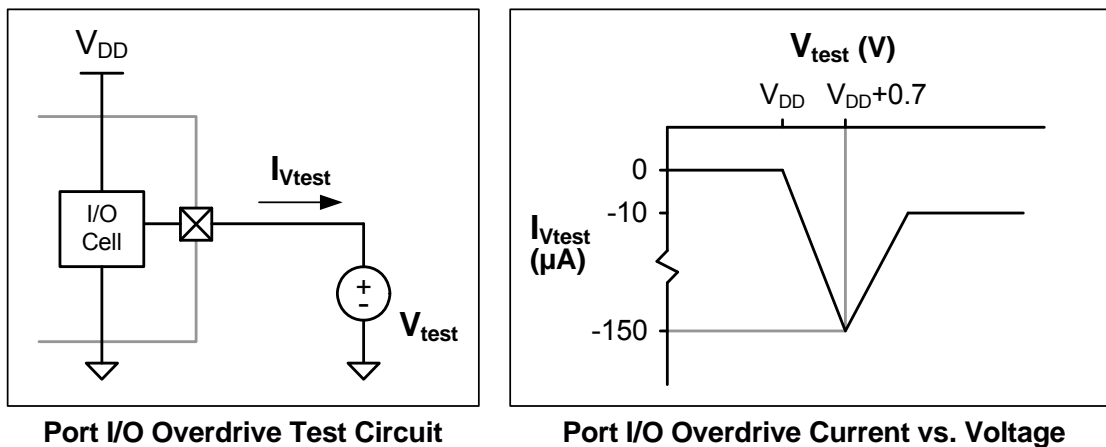 V_DD
I/O
Cell
I_Vtest
+
-
V_test
Port I/O Overdrive Test Circuit
V_test (V)
V_DD V_DD+0.7
0
-10
I_Vtest
(µA)
-150
Port I/O Overdrive Current vs. Voltage